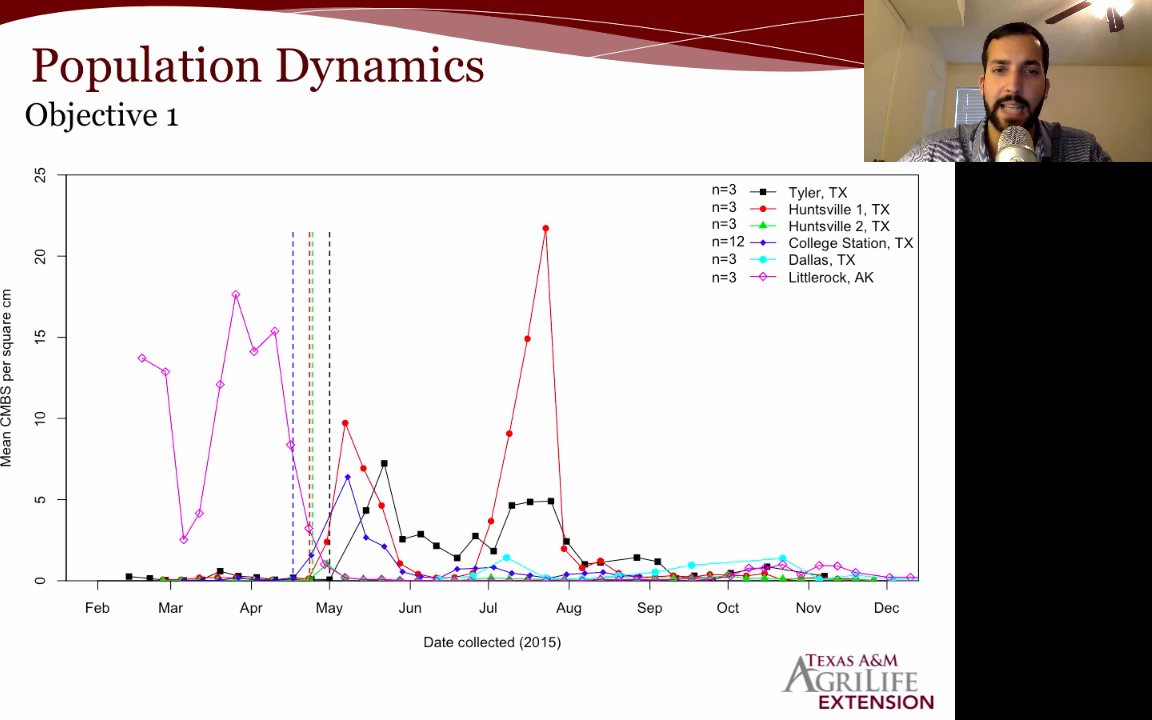 Population Dynamics
Objective 1
Mean CMBS per square cm
25
20
15
10
5
0
n=3 Tyler, TX
n=3 Huntsville 1, TX
n=3 Huntsville 2, TX
n=12 College Station, TX
n=3 Dallas, TX
n=3 Littlerock, AK
Feb Mar Apr May Jun Jul Aug Sep Oct Nov Dec
Date collected (2015)
TEXAS A&M
AGRILIFE
EXTENSION